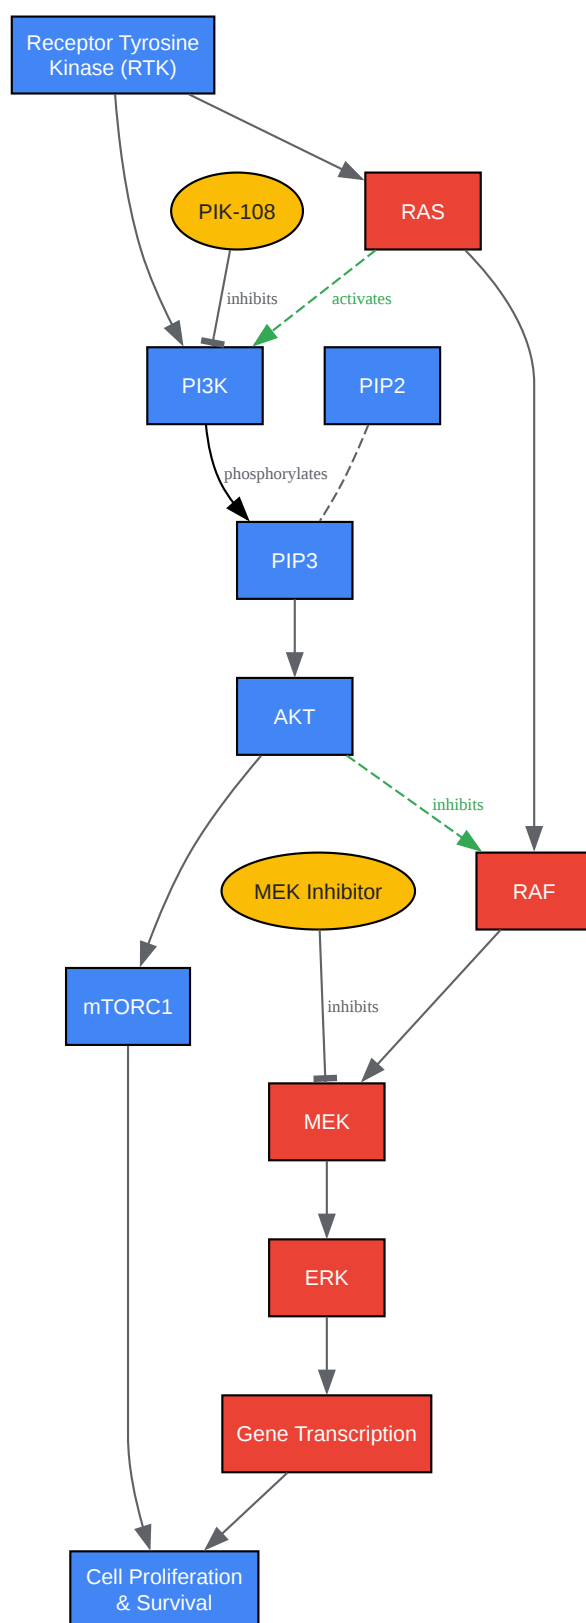 Receptor Tyrosine
Kinase (RTK)
PIK-108
RAS
inhibits
activates
PI3K
PIP2
phosphorylates
PIP3
AKT
inhibits
MEK Inhibitor
RAF
mTORC1
inhibits
MEK
ERK
Gene Transcription
Cell Proliferation
& Survival